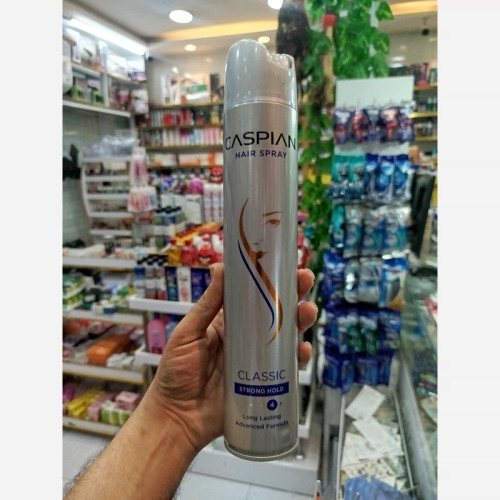 CASPIAN
HAIR SPRAY
CLASSIC
STRONG HOLD
4
Long Lasting
Advanced Formula